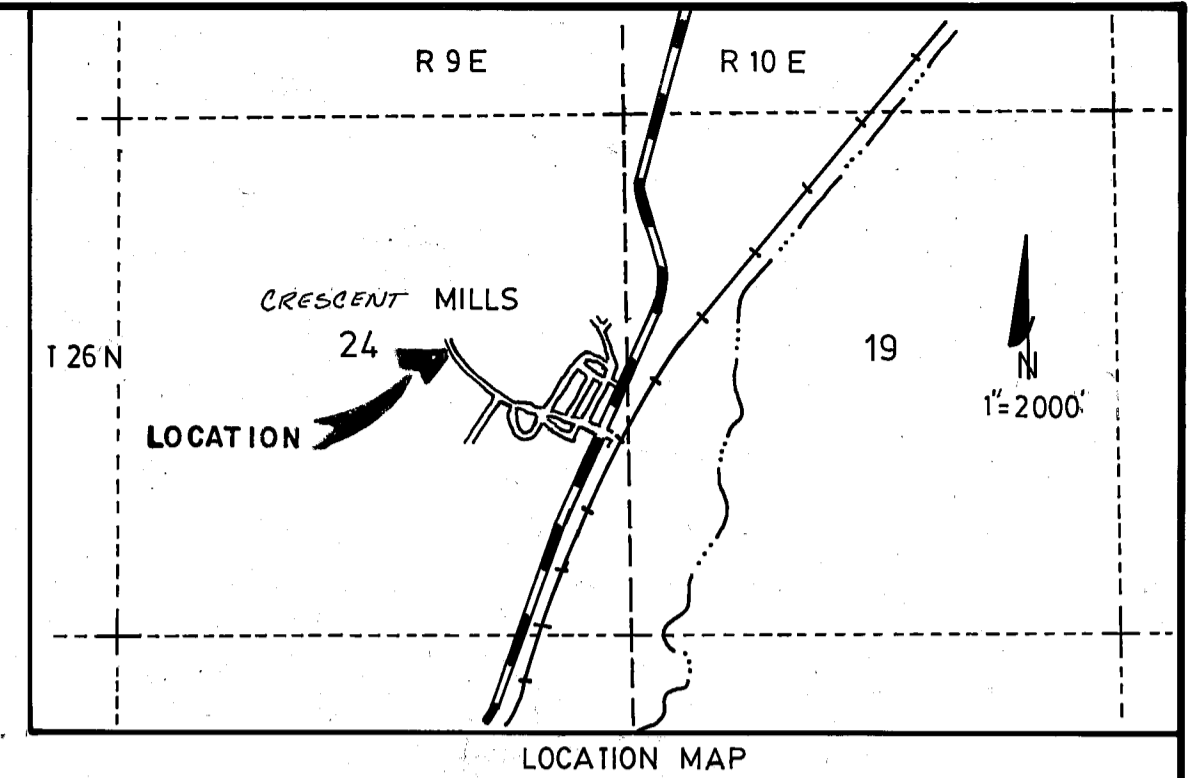 R 9 E
R 10 E
CRESCENT MILLS
24
T 26 N
19
N
1"= 2000'
LOCATION
LOCATION MAP